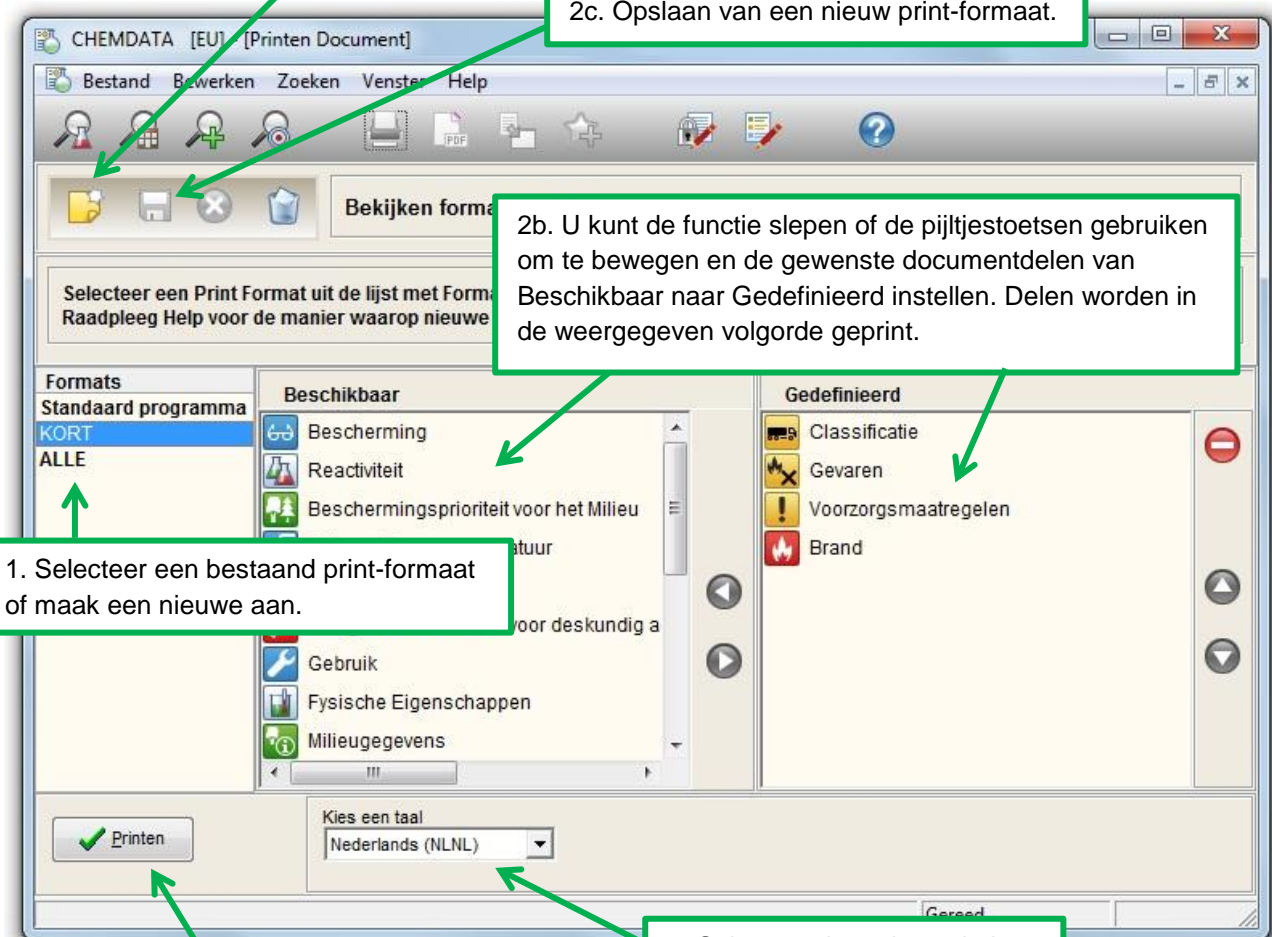 2c. Opslaan van een nieuw print-formaat.
CHEMDATA [EU] - [Printen Document]
Bestand Bewerken Zoeken Venster Help
PDF
Bekijken forma
2b. U kunt de functie slepen of de pijltjestoetsen gebruiken
om te bewegen en de gewenste documentdelen van
Beschikbaar naar Gedefinieerd instellen. Delen worden in
de weergegeven volgorde geprint.
Selecteer een Print Format uit de lijst met Forma
Raadpleeg Help voor de manier waarop nieuwe
Formats
Standaard programma
KORT
ALLE
1. Selecteer een bestaand print-formaat
of maak een nieuwe aan.
Beschikbaar
Bescherming
Reactiviteit
Beschermingsprioriteit voor het Milieu
atuur
voor deskundig a
Gebruik
Fysische Eigenschappen
Milieugegevens
Gedefinieerd
Classificatie
Gevaren
Voorzorgsmaatregelen
Brand
Printen
Kies een taal
Nederlands (NLNL)